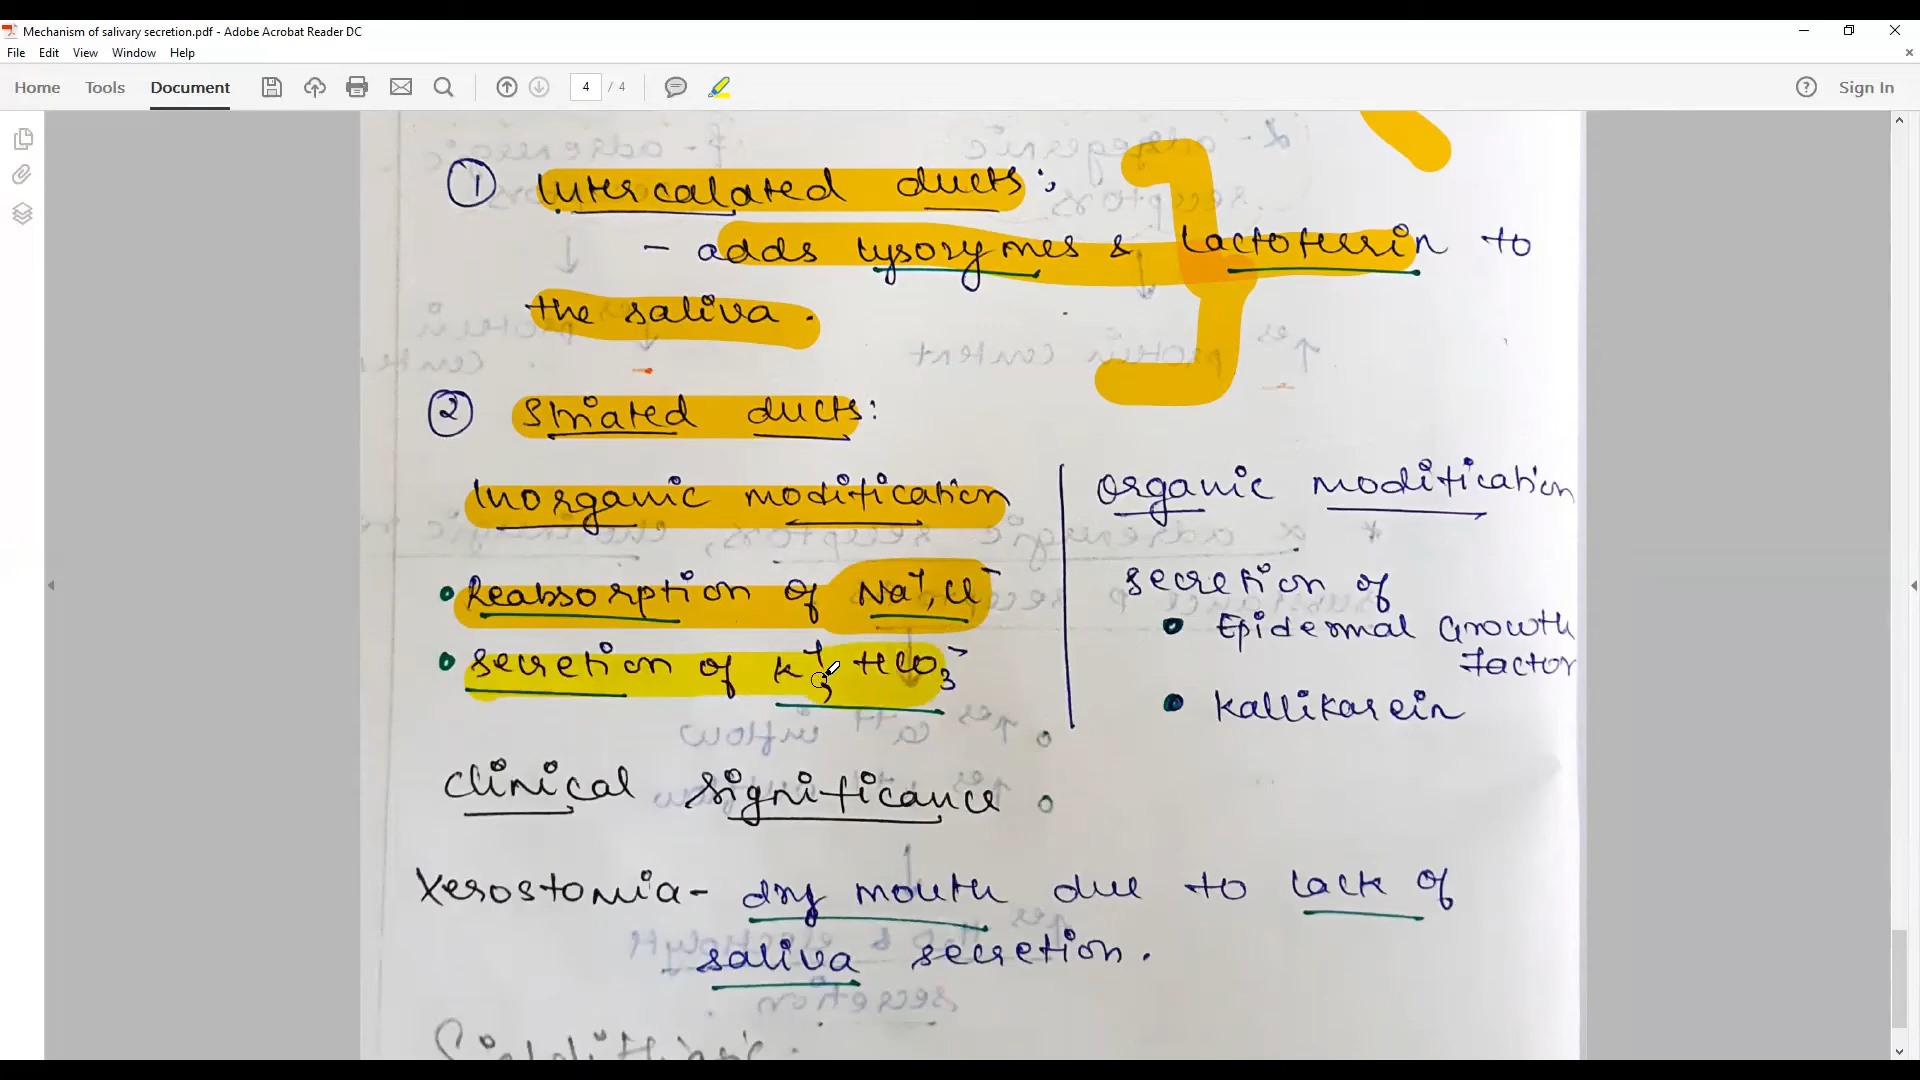 Mechanism of salivary secretion.pdf - Adobe Acrobat Reader DC
File Edit View Window Help
Home Tools Document 4 / 4 Sign In
① Intercalated ducts:
- adds lysozymes & lactoferrin to
the saliva.
② Striated ducts:
Inorganic modification
• Reabsorption of Na⁺, Cl⁻
• secretion of K⁺, HCO₃⁻
Organic modification
secretion of
• Epidermal Growth
Factor
• Kallikarein
Clinical significance
Xerostomia- dry mouth due to lack of
saliva secretion.